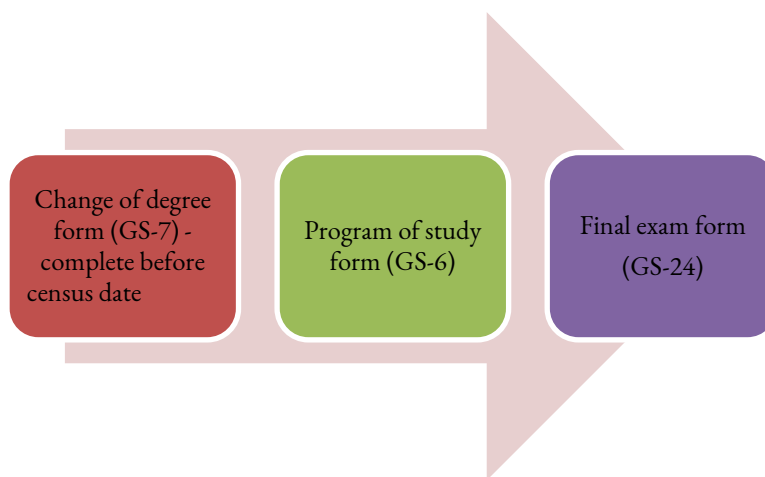 Change of degree
form (GS-7) -
complete before
census date
Program of study
form (GS-6)
Final exam form
(GS-24)